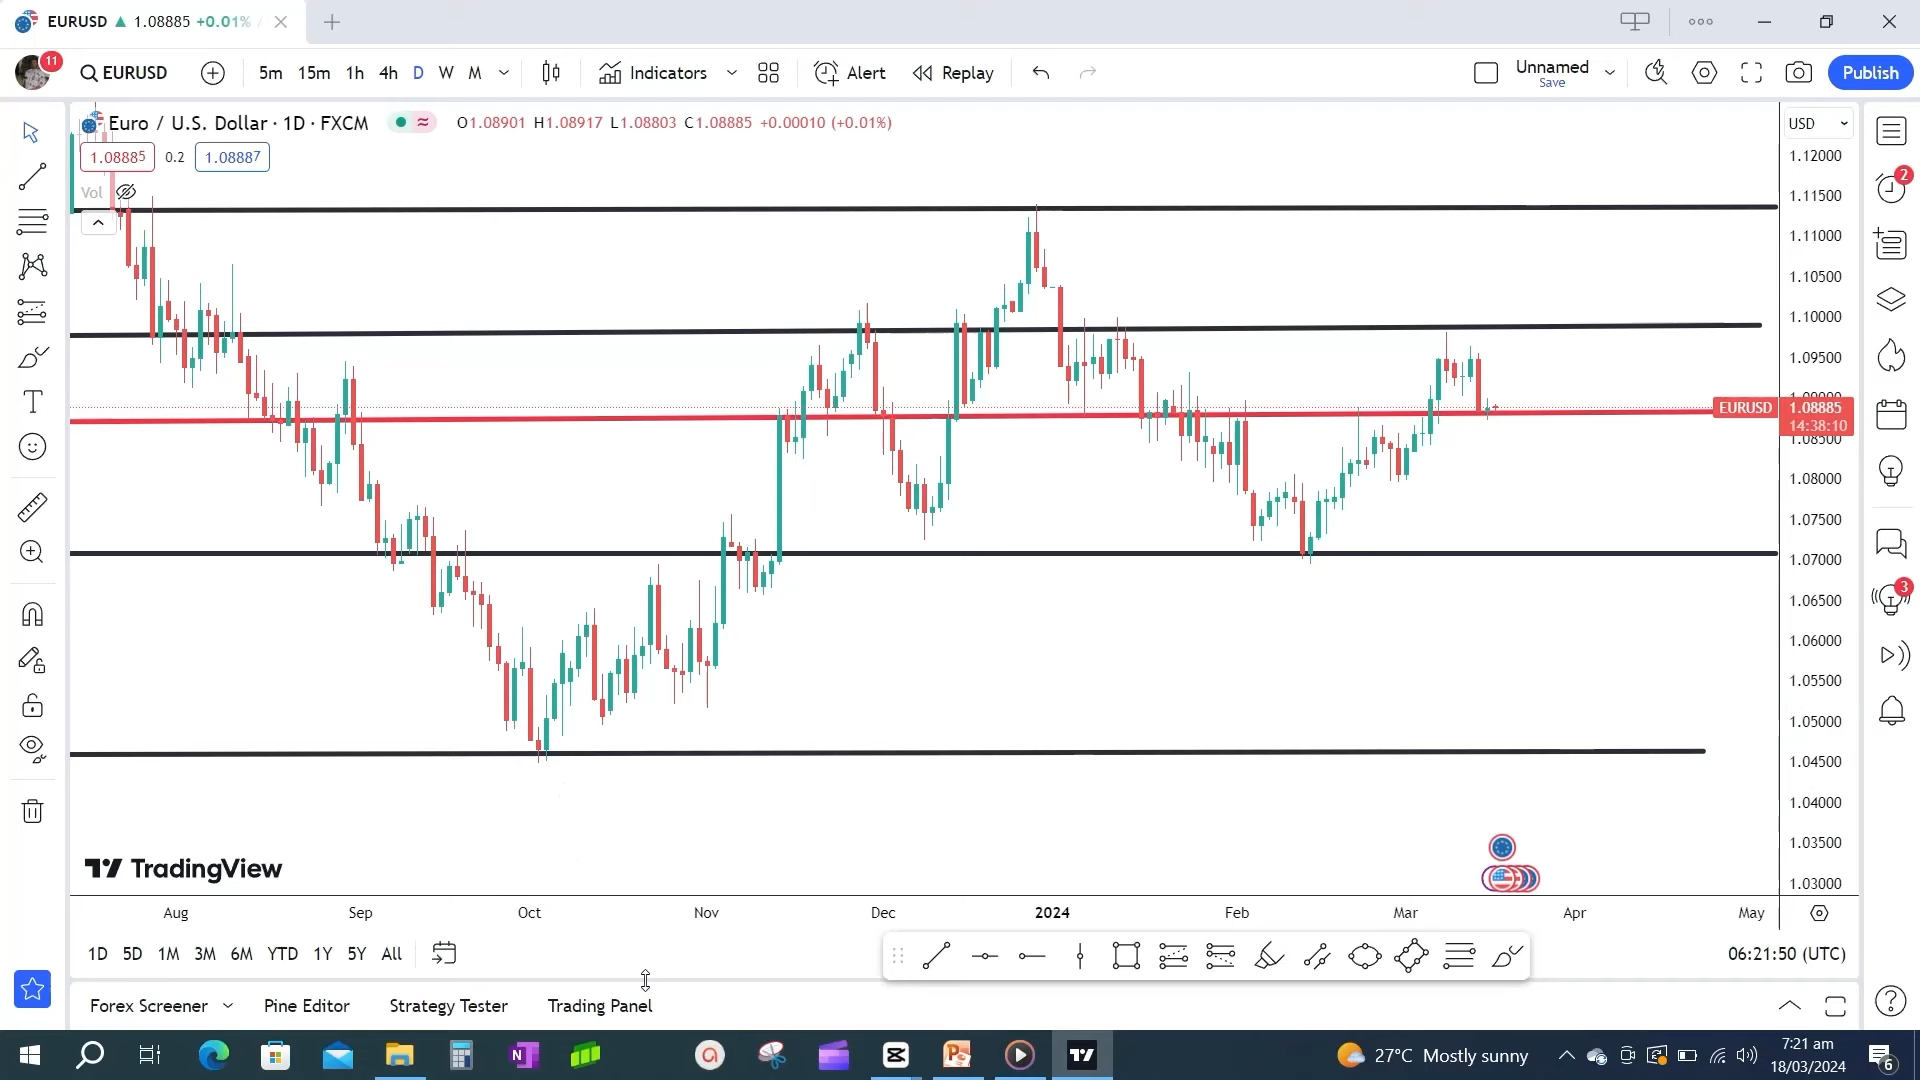 EURUSD ▲ 1.08885 +0.01% /
11
EURUSD 5m 15m 1h 4h D W M Indicators Alert Replay Unnamed Save Publish
Euro / U.S. Dollar · 1D · FXCM O1.08901 H1.08917 L1.08803 C1.08885 +0.00010 (+0.01%)
USD
1.08885 0.2 1.08887
Vol
1.12000
1.11500
1.11000
1.10500
1.10000
1.09500
EURUSD 1.08885
14:38:10
1.08500
1.08000
1.07500
1.07000
1.06500
1.06000
1.05500
1.05000
1.04500
1.04000
1.03500
1.03000
2
3
TradingView
Aug Sep Oct Nov Dec 2024 Feb Mar Apr May
1D 5D 1M 3M 6M YTD 1Y 5Y All 06:21:50 (UTC)
Forex Screener Pine Editor Strategy Tester Trading Panel
27°C Mostly sunny
7:21 am
18/03/2024
6